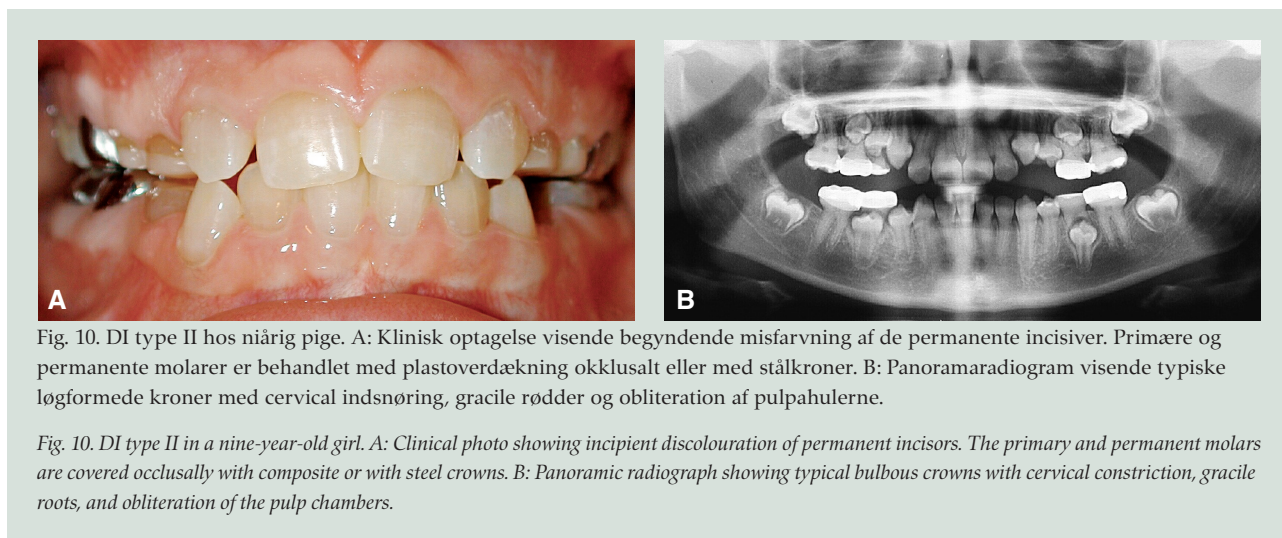 A
B
Fig. 10. DI type II hos niårig pige. A: Klinisk optagelse visende begyndende misfarvning af de permanente incisiver. Primære og
permanente molarer er behandlet med plastoverdækning okklusalt eller med stålkroner. B: Panoramaradiogram visende typiske
løgformede kroner med cervical indsnøring, gracile rødder og obliteration af pulpahulerne.
Fig. 10. DI type II in a nine-year-old girl. A: Clinical photo showing incipient discolouration of permanent incisors. The primary and permanent molars
are covered occlusally with composite or with steel crowns. B: Panoramic radiograph showing typical bulbous crowns with cervical constriction, gracile
roots, and obliteration of the pulp chambers.